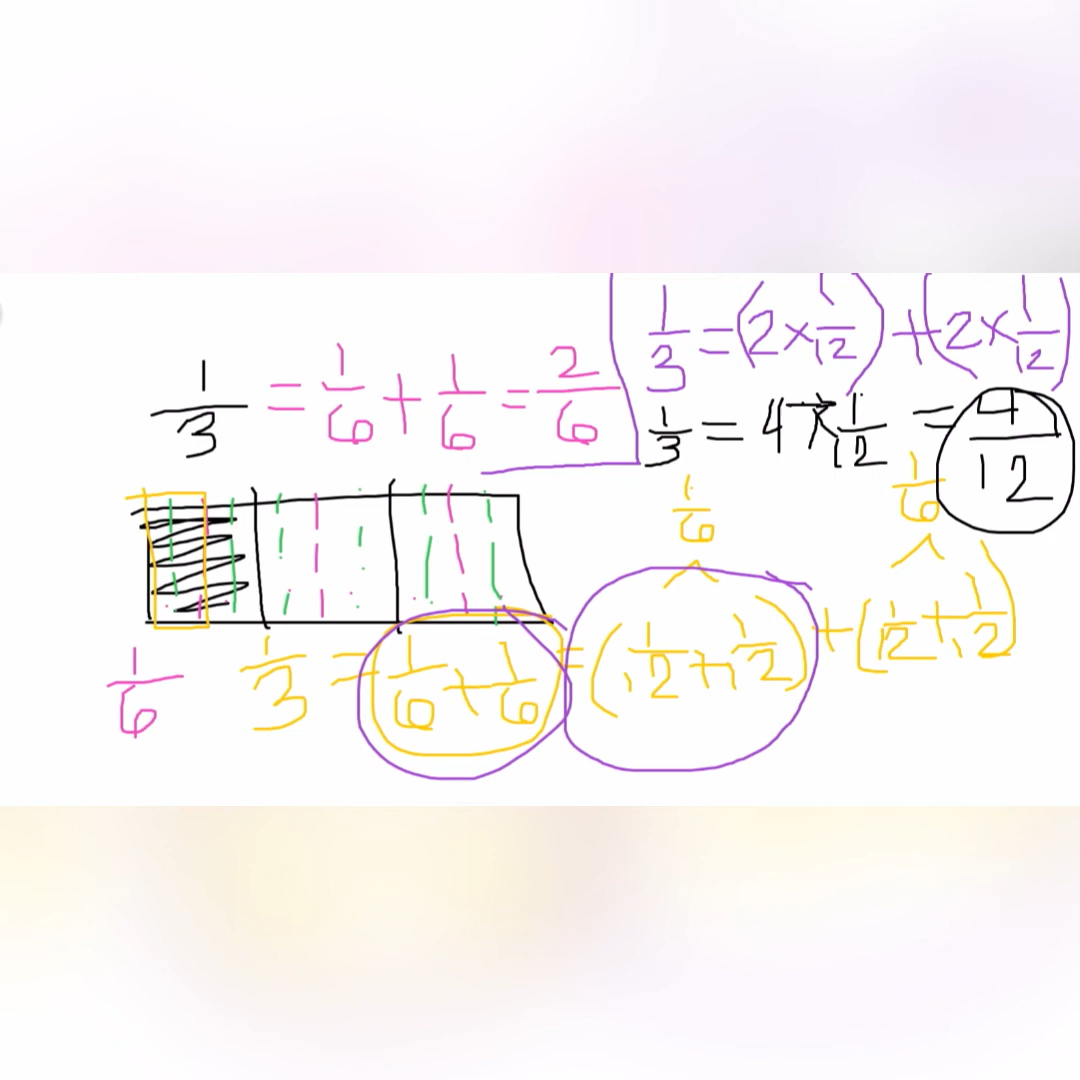 1/3 = 1/6 + 1/6 = 2/6
1/3 = (2 × 1/12) + (2 × 1/12)
1/3 = 4 × 1/12 = 4/12
1/6 1/6
1/6
1/3 = 1/6 + 1/6 = (1/12 + 1/12) + (1/12 + 1/12)